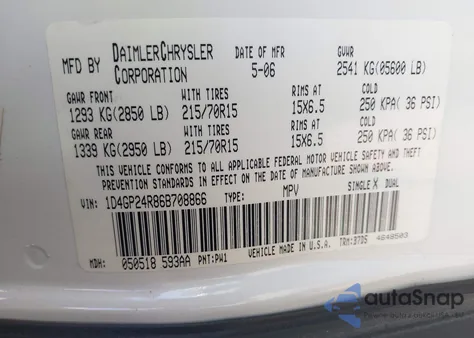 MFD BY DAIMLERCHRYSLER CORPORATION DATE OF MFR 5-06 GVWR 2541 KG(05600 LB)
GAWR FRONT WITH TIRES RIMS AT COLD
1293 KG(2850 LB) 215/70R15 15X6.5 250 KPA( 36 PSI)
GAWR REAR WITH TIRES RIMS AT COLD
1339 KG(2950 LB) 215/70R15 15X6.5 250 KPA( 36 PSI)
THIS VEHICLE CONFORMS TO ALL APPLICABLE FEDERAL MOTOR VEHICLE SAFETY AND THEFT
PREVENTION STANDARDS IN EFFECT ON THE DATE OF MANUFACTURE SHOWN ABOVE.
VIN: 1D4GP24R86B708866 TYPE: MPV SINGLE X DUAL
MDH: 050518 593AA PNT:PW1 VEHICLE MADE IN U.S.A. TRM:B7D5 4648503
autoSnap